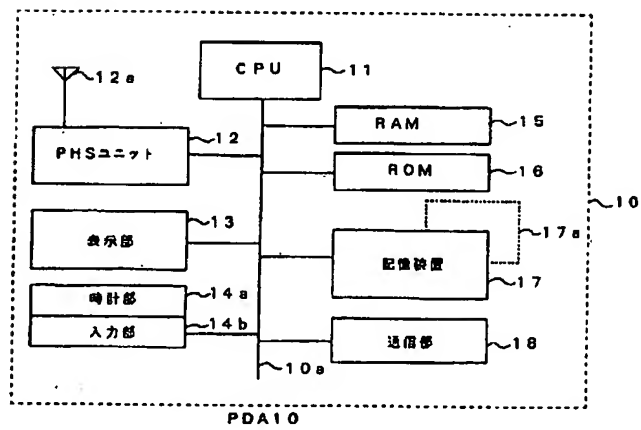 12a
CPU
11
PHSユニット
12
RAM
15
ROM
16
10
表示部
13
17a
記憶装置
17
時計部
14a
入力部
14b
通信部
18
10a
PDA10